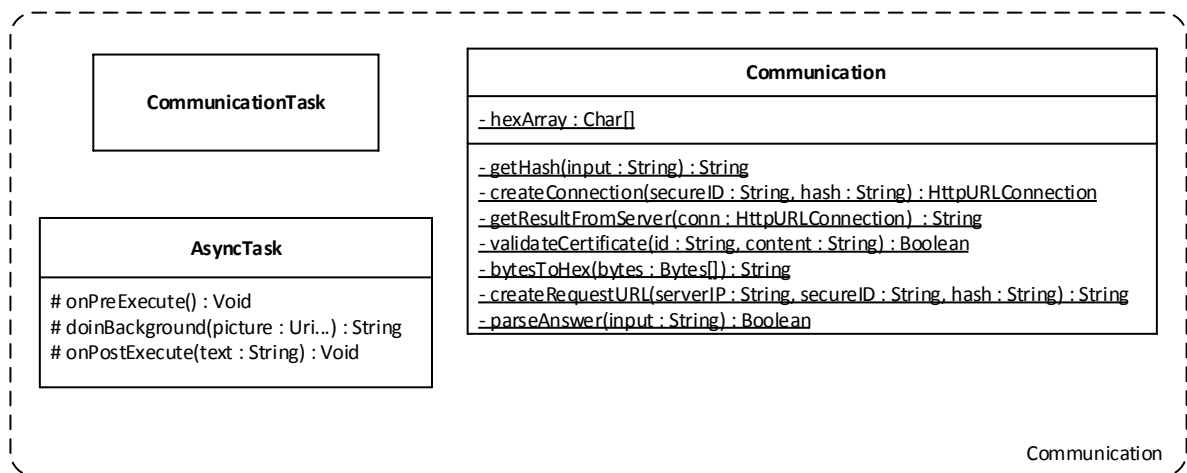 CommunicationTask
Communication
- hexArray : Char[]
- getHash(input : String) : String
- createConnection(secureID : String, hash : String) : HttpURLConnection
- getResultFromServer(conn : HttpURLConnection) : String
- validateCertificate(id : String, content : String) : Boolean
- bytesToHex(bytes : Bytes[]) : String
- createRequestURL(serverIP : String, secureID : String, hash : String) : String
- parseAnswer(input : String) : Boolean
AsyncTask
# onPreExecute() : Void
# doinBackground(picture : Uri...) : String
# onPostExecute(text : String) : Void
Communication